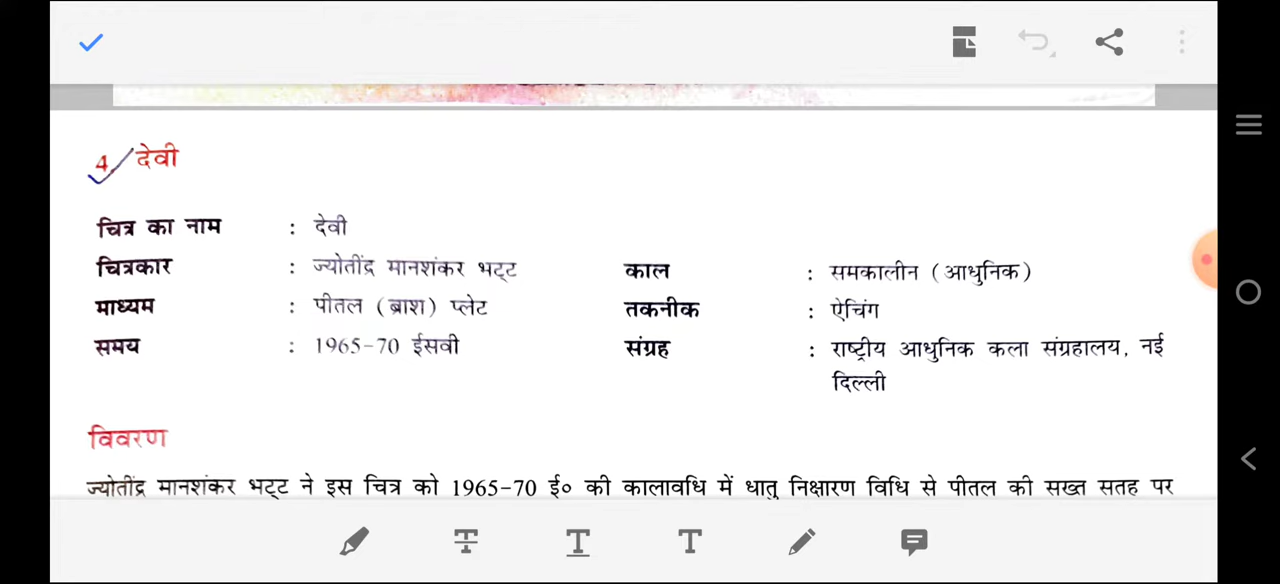 4 देवी
चित्र का नाम : देवी
चित्रकार : ज्योतींद्र मानशंकर भट्ट काल : समकालीन (आधुनिक)
माध्यम : पीतल (ब्राश) प्लेट तकनीक : ऐचिंग
समय : 1965-70 ईसवी संग्रह : राष्ट्रीय आधुनिक कला संग्रहालय, नई
दिल्ली
विवरण
ज्योतींद्र मानशंकर भट्ट ने इस चित्र को 1965-70 ई० की कालावधि में धातु निक्षारण विधि से पीतल की सख्त सतह पर